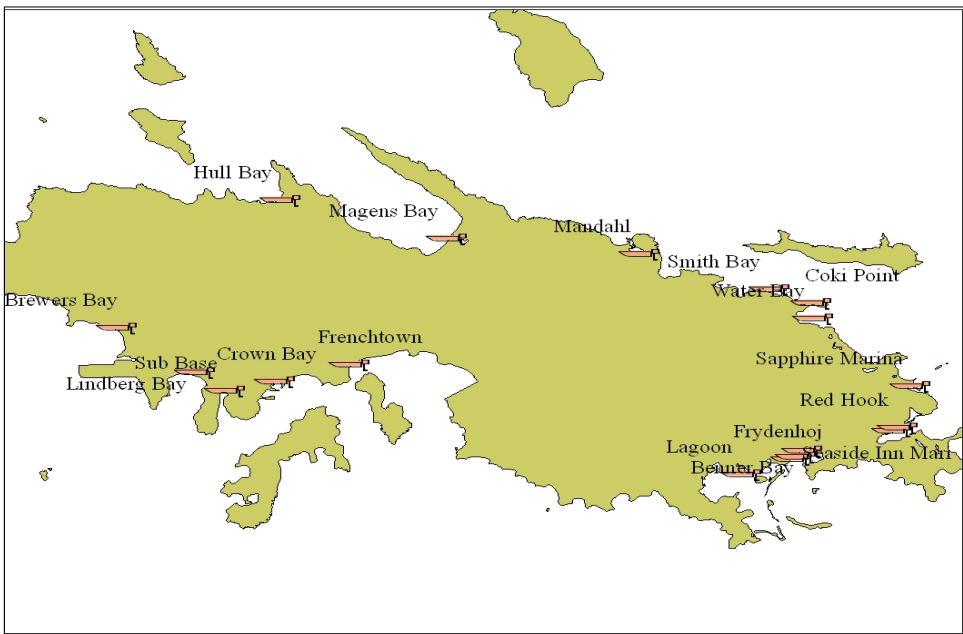 Hull Bay
Magens Bay
Mandahl
Smith Bay
Coki Point
Water Bay
Brewers Bay
Frenchtown
Crown Bay
Sub Base
Lindberg Bay
Sapphire Marina
Red Hook
Frydenhoj
Lagoon
Seaside Inn Mari
Benner Bay